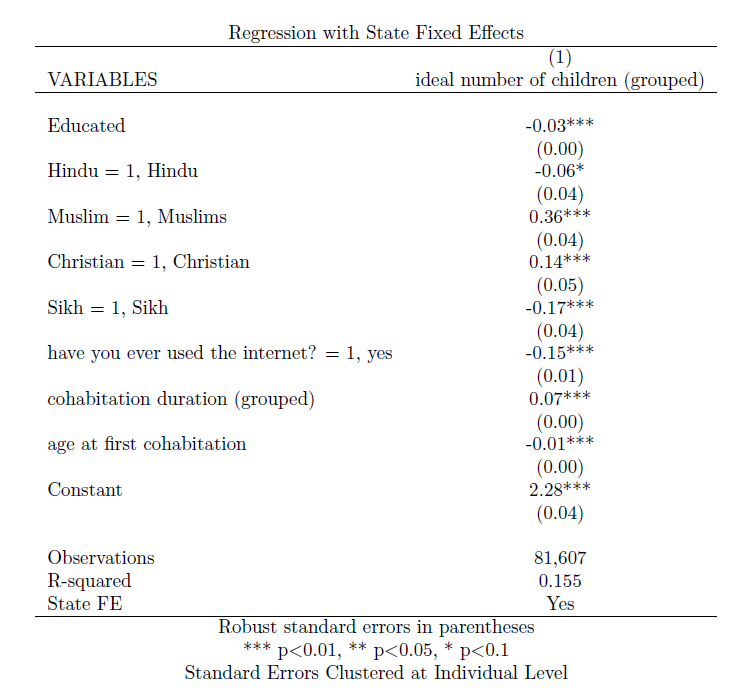 Regression with State Fixed Effects
(1)
VARIABLES ideal number of children (grouped)
Educated -0.03***
(0.00)
Hindu = 1, Hindu -0.06*
(0.04)
Muslim = 1, Muslims 0.36***
(0.04)
Christian = 1, Christian 0.14***
(0.05)
Sikh = 1, Sikh -0.17***
(0.04)
have you ever used the internet? = 1, yes -0.15***
(0.01)
cohabitation duration (grouped) 0.07***
(0.00)
age at first cohabitation -0.01***
(0.00)
Constant 2.28***
(0.04)
Observations 81,607
R-squared 0.155
State FE Yes
Robust standard errors in parentheses
*** p<0.01, ** p<0.05, * p<0.1
Standard Errors Clustered at Individual Level